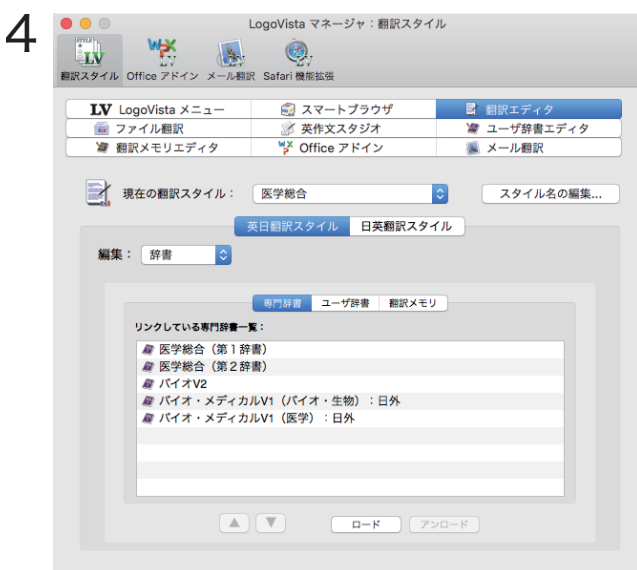 4
LogoVista マネージャ：翻訳スタイル
翻訳スタイル Office アドイン メール翻訳 Safari 機能拡張
LV LogoVista メニュー スマートブラウザ 翻訳エディタ
ファイル翻訳 英作文スタジオ ユーザ辞書エディタ
翻訳メモリエディタ Office アドイン メール翻訳
現在の翻訳スタイル： 医学総合 スタイル名の編集...
英日翻訳スタイル 日英翻訳スタイル
編集： 辞書
専門辞書 ユーザ辞書 翻訳メモリ
リンクしている専門辞書一覧：
医学総合（第１辞書）
医学総合（第２辞書）
バイオV2
バイオ・メディカルV1（バイオ・生物）：日外
バイオ・メディカルV1（医学）：日外
ロード アンロード